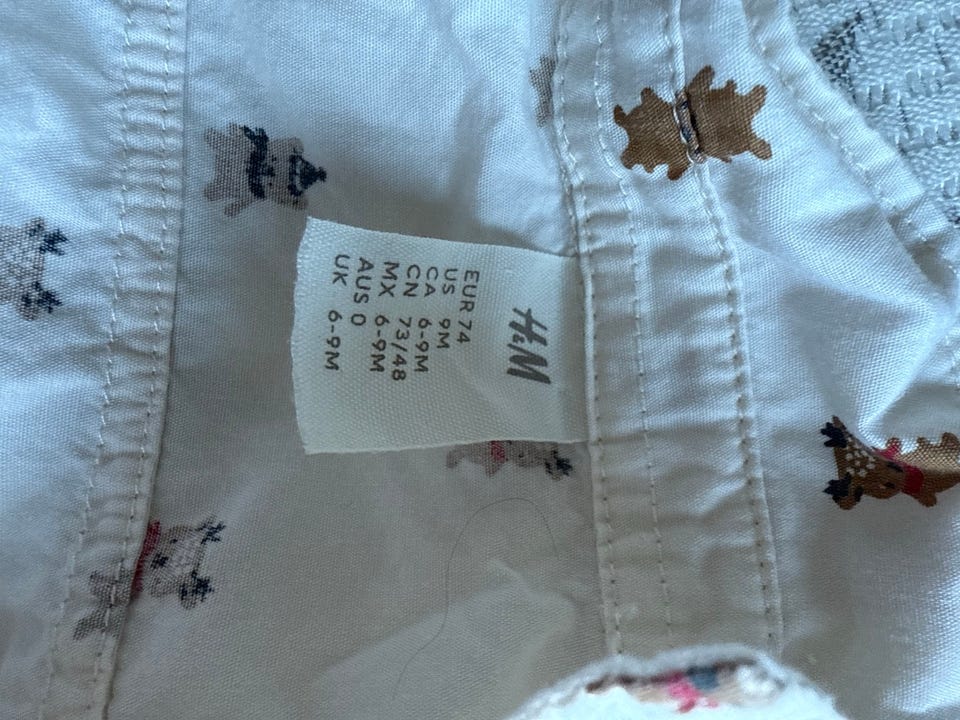 H&M
EUR 74
US 9M
CA 6-9M
CN 73/48
MX 6-9M
AUS 0
UK 6-9M